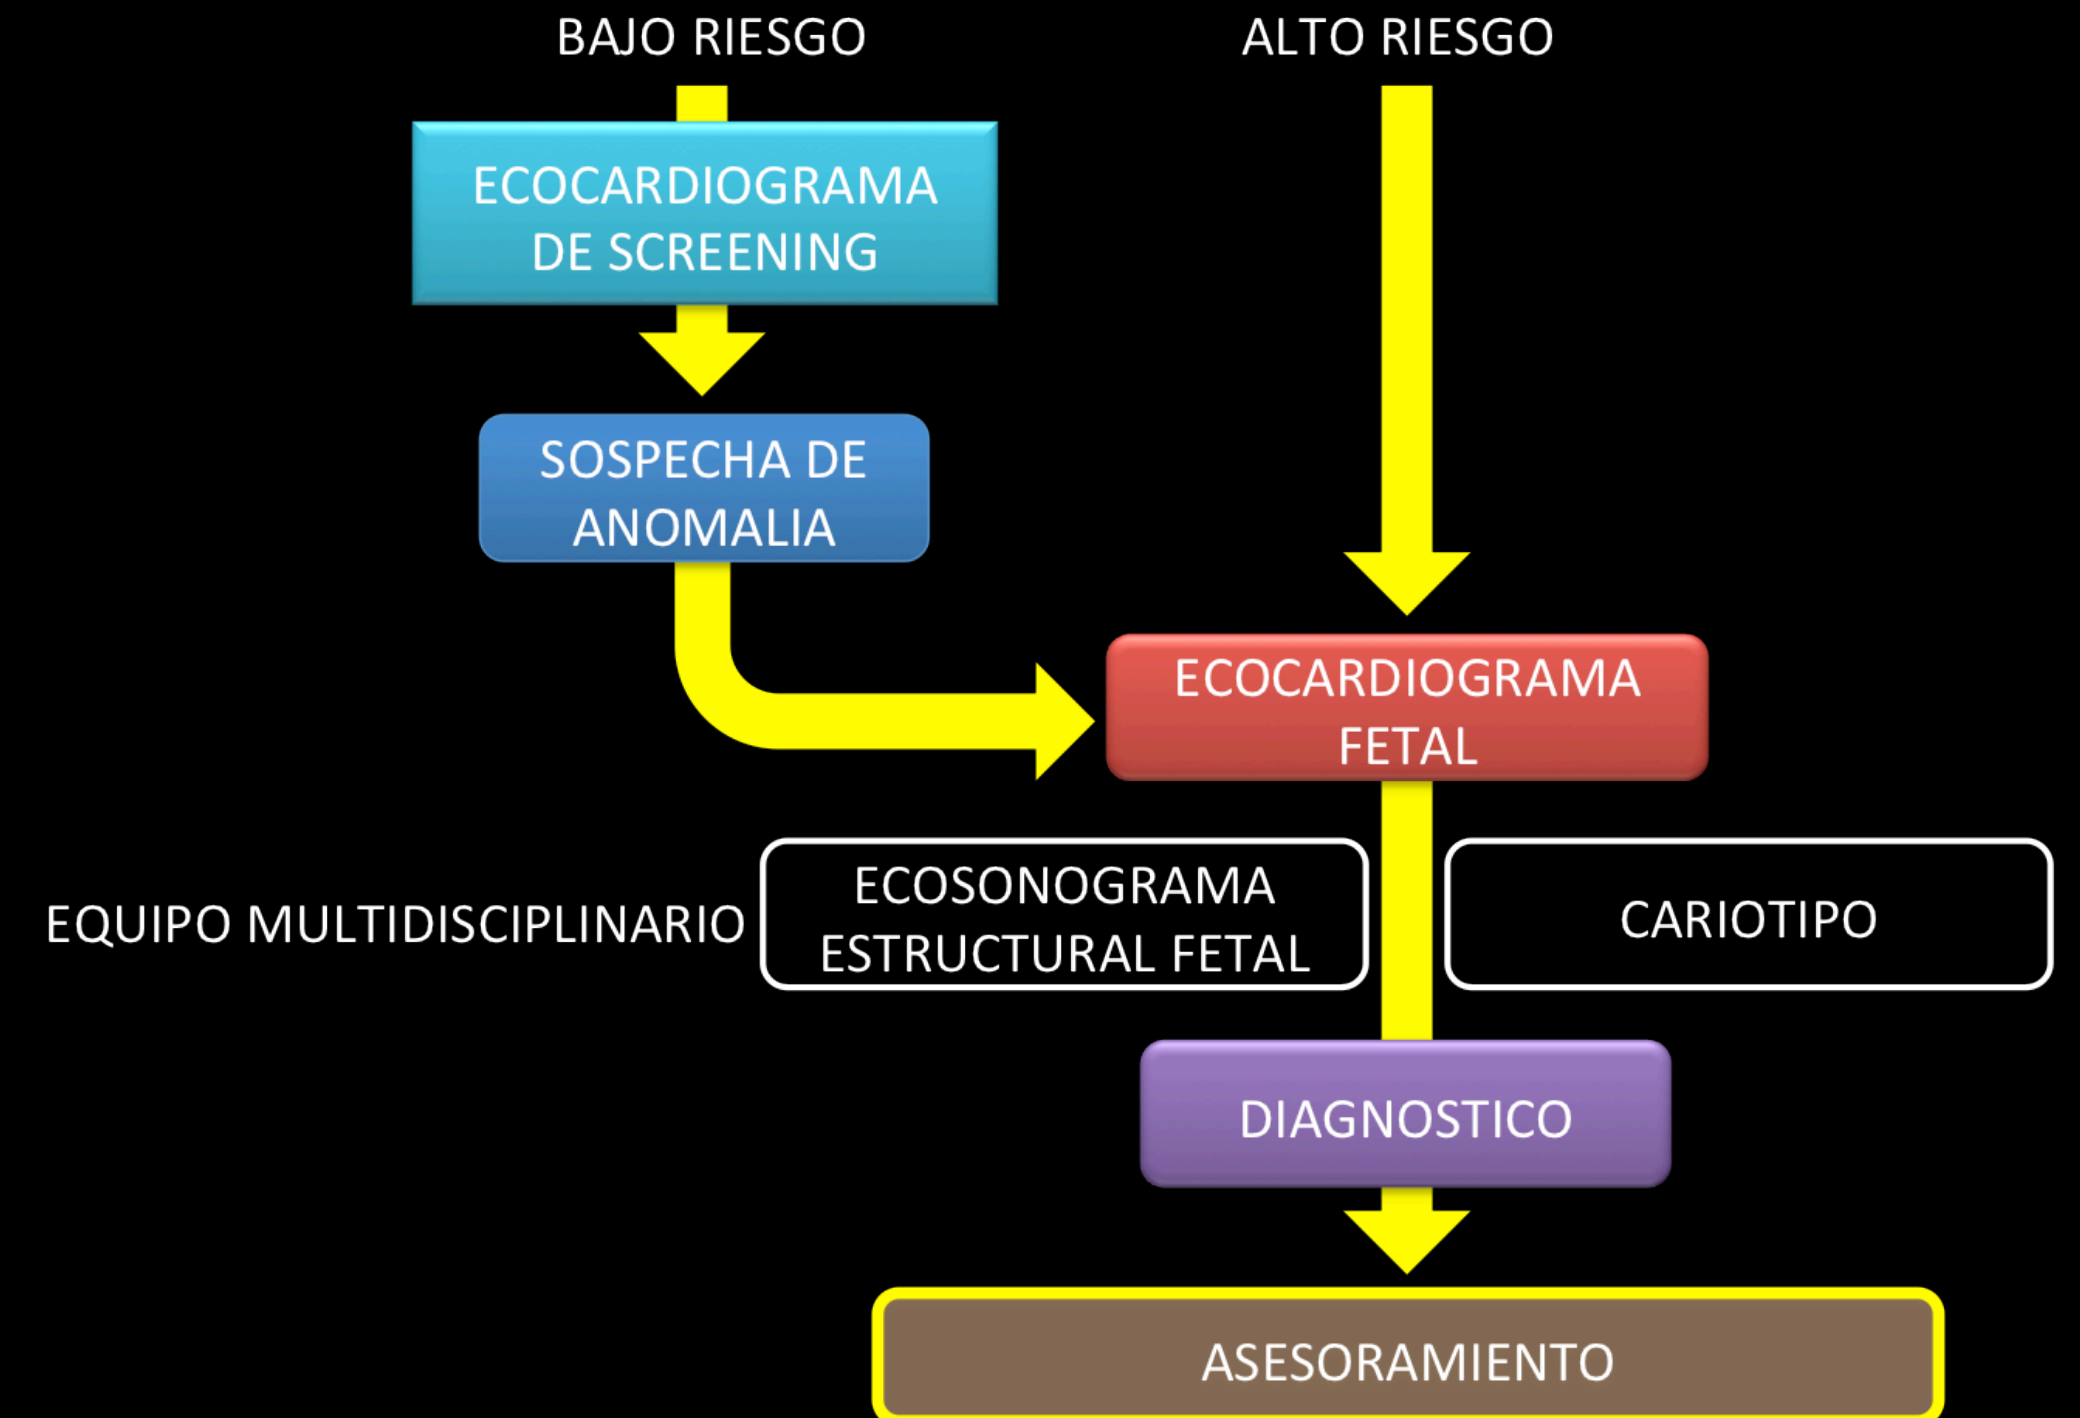 BAJO RIESGO
ALTO RIESGO
ECOCARDIOGRAMA
DE SCREENING
SOSPECHA DE
ANOMALIA
ECOCARDIOGRAMA
FETAL
EQUIPO MULTIDISCIPLINARIO
ECOSONOGRAMA
ESTRUCTURAL FETAL
CARIOTIPO
DIAGNOSTICO
ASESORAMIENTO